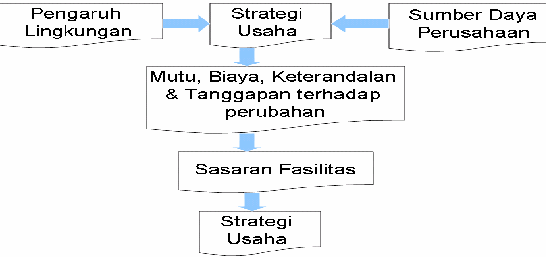 Pengaruh
Lingkungan
Strategi
Usaha
Sumber Daya
Perusahaan
Mutu, Biaya, Keterandalan
& Tanggapan terhadap
perubahan
Sasaran Fasilitas
Strategi
Usaha